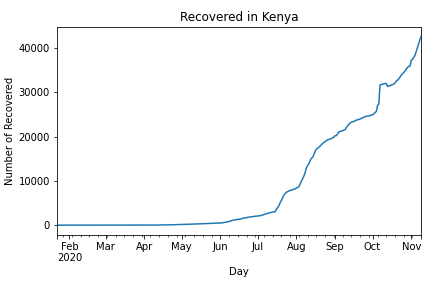 Recovered in Kenya
Number of Recovered
40000
30000
20000
10000
0
Feb Mar Apr May Jun Jul Aug Sep Oct Nov
2020
Day